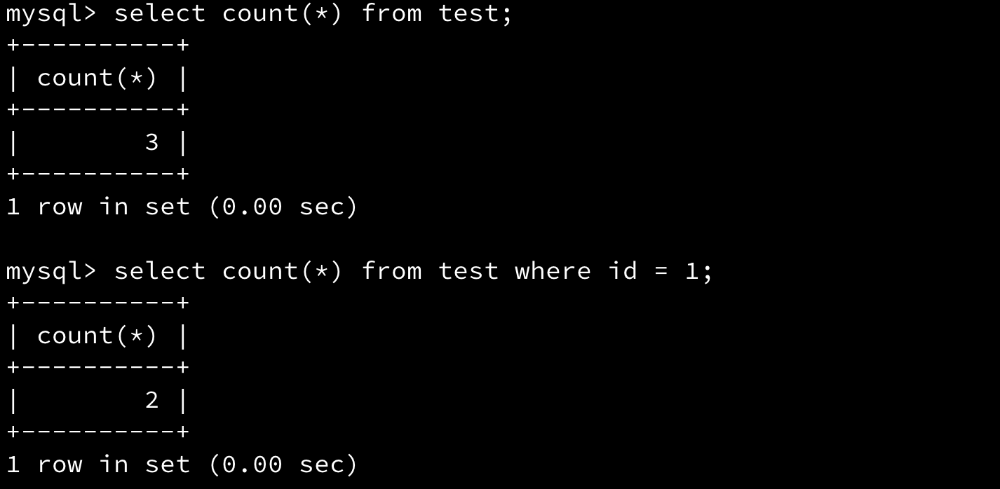 mysql> select count(*) from test;
+----------+
| count(*) |
+----------+
|        3 |
+----------+
1 row in set (0.00 sec)

mysql> select count(*) from test where id = 1;
+----------+
| count(*) |
+----------+
|        2 |
+----------+
1 row in set (0.00 sec)